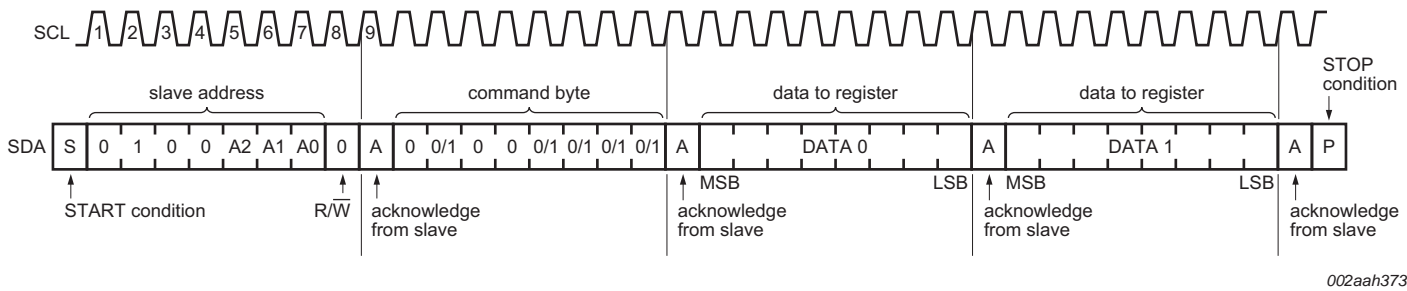 SCL 1 2 3 4 5 6 7 8 9
STOP
condition
slave address command byte data to register data to register
SDA S 0 1 0 0 A2 A1 A0 0 A 0 0/1 0 0 0/1 0/1 0/1 0/1 A DATA 0 A DATA 1 A P
MSB LSB MSB LSB
START condition R/W̅ acknowledge acknowledge acknowledge acknowledge
from slave from slave from slave from slave
002aah373